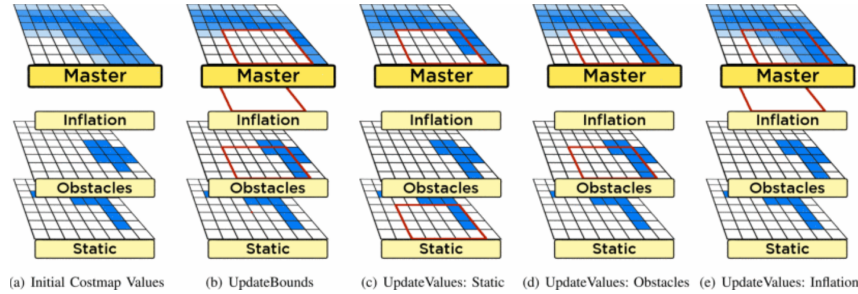 Master Master Master Master Master
Inflation Inflation Inflation Inflation Inflation
Obstacles Obstacles Obstacles Obstacles Obstacles
Static Static Static Static Static
(a) Initial Costmap Values (b) UpdateBounds (c) UpdateValues: Static (d) UpdateValues: Obstacles (e) UpdateValues: Inflation